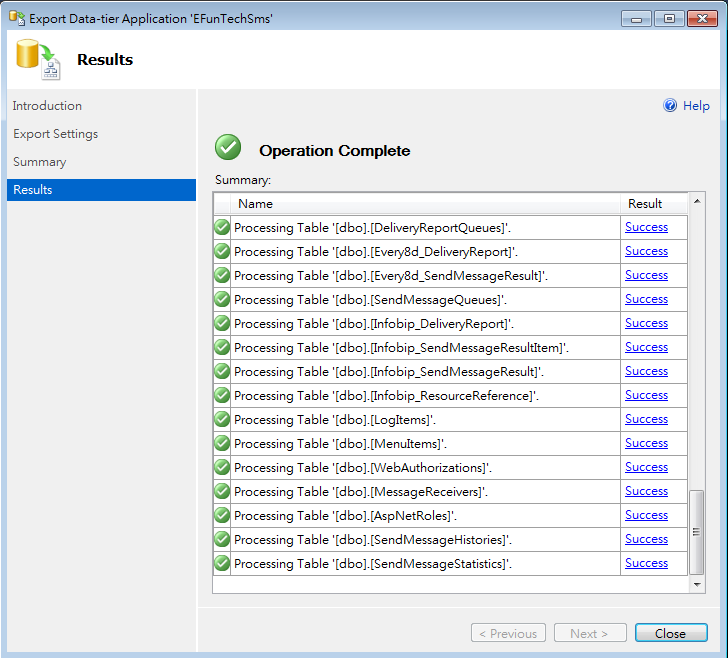 Export Data-tier Application 'EFunTechSms'
Results
Introduction
Export Settings
Summary
Results
Help
Operation Complete
Summary:
Name Result
Processing Table '[dbo].[DeliveryReportQueues]'. Success
Processing Table '[dbo].[Every8d_DeliveryReport]'. Success
Processing Table '[dbo].[Every8d_SendMessageResult]'. Success
Processing Table '[dbo].[SendMessageQueues]'. Success
Processing Table '[dbo].[Infobip_DeliveryReport]'. Success
Processing Table '[dbo].[Infobip_SendMessageResultItem]'. Success
Processing Table '[dbo].[Infobip_SendMessageResult]'. Success
Processing Table '[dbo].[Infobip_ResourceReference]'. Success
Processing Table '[dbo].[LogItems]'. Success
Processing Table '[dbo].[MenuItems]'. Success
Processing Table '[dbo].[WebAuthorizations]'. Success
Processing Table '[dbo].[MessageReceivers]'. Success
Processing Table '[dbo].[AspNetRoles]'. Success
Processing Table '[dbo].[SendMessageHistories]'. Success
Processing Table '[dbo].[SendMessageStatistics]'. Success
< Previous Next > Close